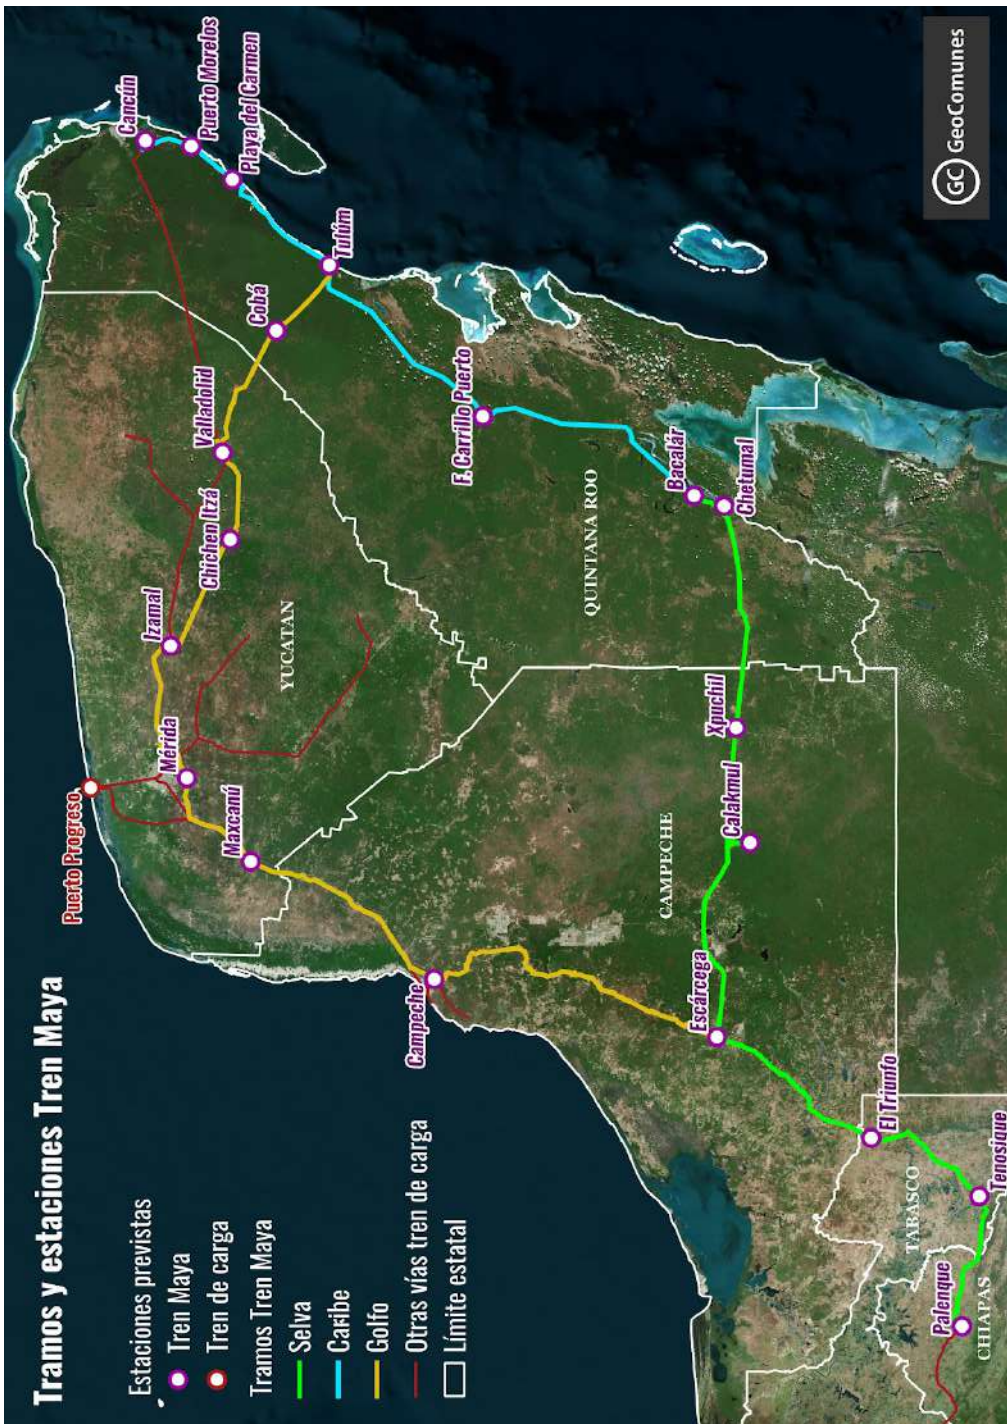 Tramos y estaciones Tren Maya
Estaciones previstas
Tren Maya
Tren de carga
Tramos Tren Maya
Selva
Caribe
Golfo
Otras vías tren de carga
Límite estatal
Puerto Progreso
Cancún
Puerto Morelos
Playa del Carmen
Tulúm
Cobá
Valladolid
Chichen Itzá
Izamal
Mérida
Maxcanú
YUCATAN
Campeche
F. Carrillo Puerto
QUINTANA ROO
Bacalár
Chetumal
Xpuchil
Calakmul
CAMPECHE
Escárcega
El Triunfo
TABASCO
Tenosique
Palenque
CHIAPAS
GC GeoComunes